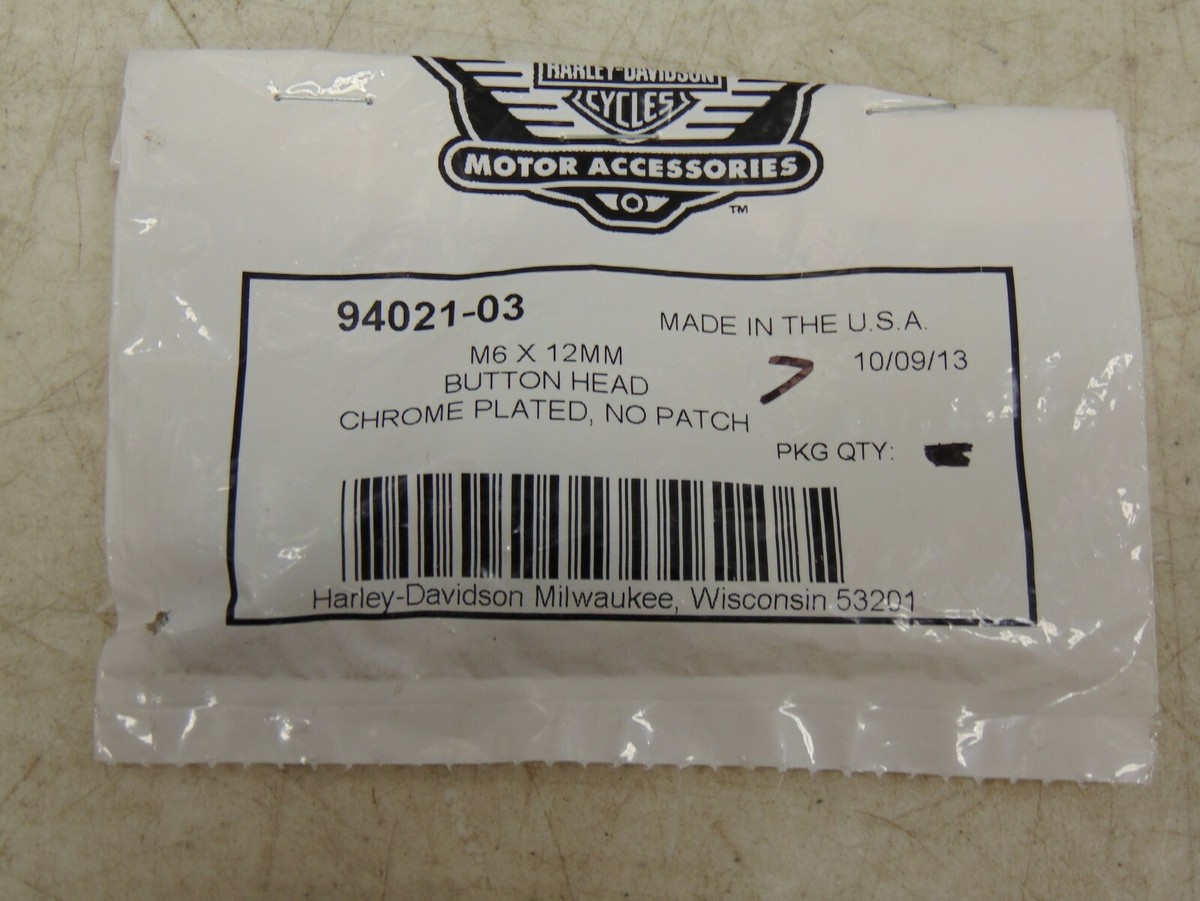 HARLEY-DAVIDSON
CYCLES
MOTOR ACCESSORIES
TM
94021-03
MADE IN THE U.S.A.
M6 X 12MM
7
10/09/13
BUTTON HEAD
CHROME PLATED, NO PATCH
PKG QTY:
Harley-Davidson Milwaukee, Wisconsin 53201